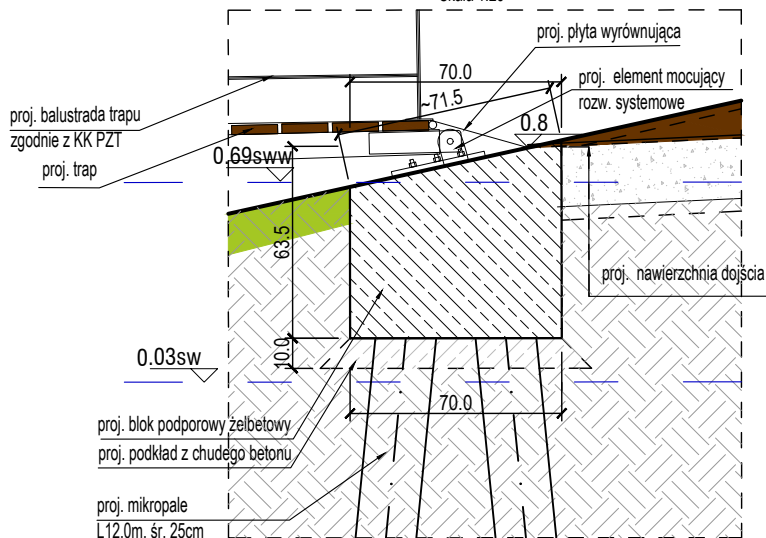 proj. płyta wyrównująca
70.0
proj. element mocujący
rozw. systemowe
~71.5
proj. balustrada trapu
zgodnie z KK PZT
0.8
proj. trap
0.69sww
63.5
proj. nawierzchnia dojścia
0.03sw
10.0
70.0
proj. blok podporowy żelbetowy
proj. podkład z chudego betonu
proj. mikropale
L12.0m. śr. 25cm